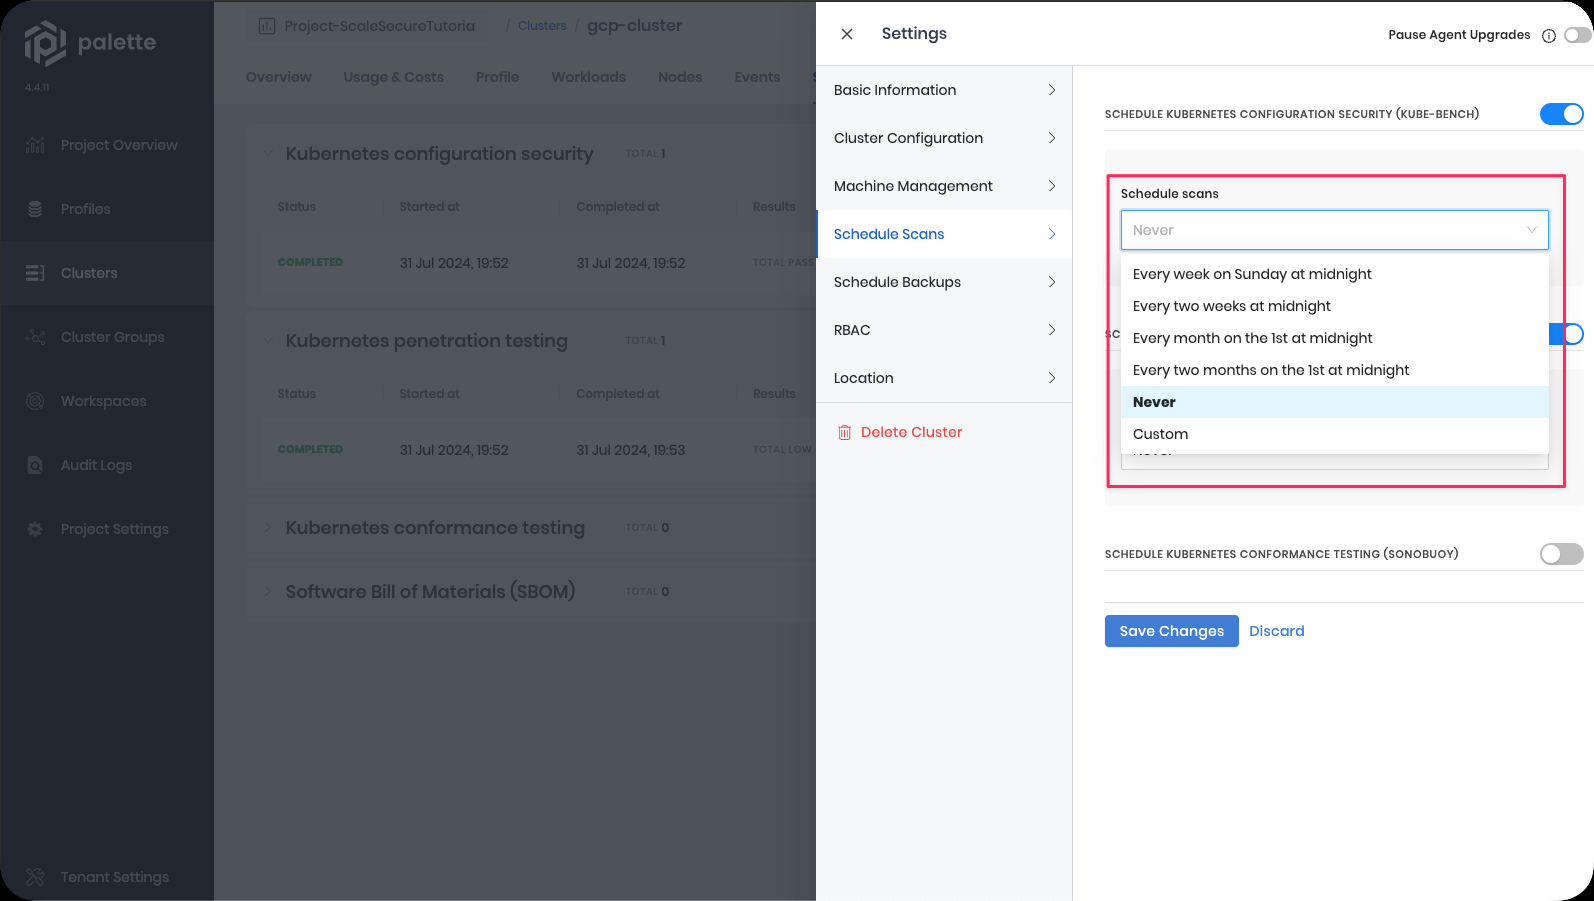 palette
4.4.11
Project Overview
Profiles
Clusters
Cluster Groups
Workspaces
Audit Logs
Project Settings
Tenant Settings
Project-ScaleSecureTutoria / Clusters / gcp-cluster
Overview Usage & Costs Profile Workloads Nodes Events
Kubernetes configuration security TOTAL 1
Status Started at Completed at Results
COMPLETED 31 Jul 2024, 19:52 31 Jul 2024, 19:52 TOTAL PASS
Kubernetes penetration testing TOTAL 1
Status Started at Completed at Results
COMPLETED 31 Jul 2024, 19:52 31 Jul 2024, 19:53 TOTAL LOW
Kubernetes conformance testing TOTAL 0
Software Bill of Materials (SBOM) TOTAL 0
Settings
Pause Agent Upgrades
Basic Information
Cluster Configuration
Machine Management
Schedule Scans
Schedule Backups
RBAC
Location
Delete Cluster
SCHEDULE KUBERNETES CONFIGURATION SECURITY (KUBE-BENCH)
Schedule scans
Never
Every week on Sunday at midnight
Every two weeks at midnight
Every month on the 1st at midnight
Every two months on the 1st at midnight
Never
Custom
SCHEDULE KUBERNETES CONFORMANCE TESTING (SONOBUOY)
Save Changes Discard